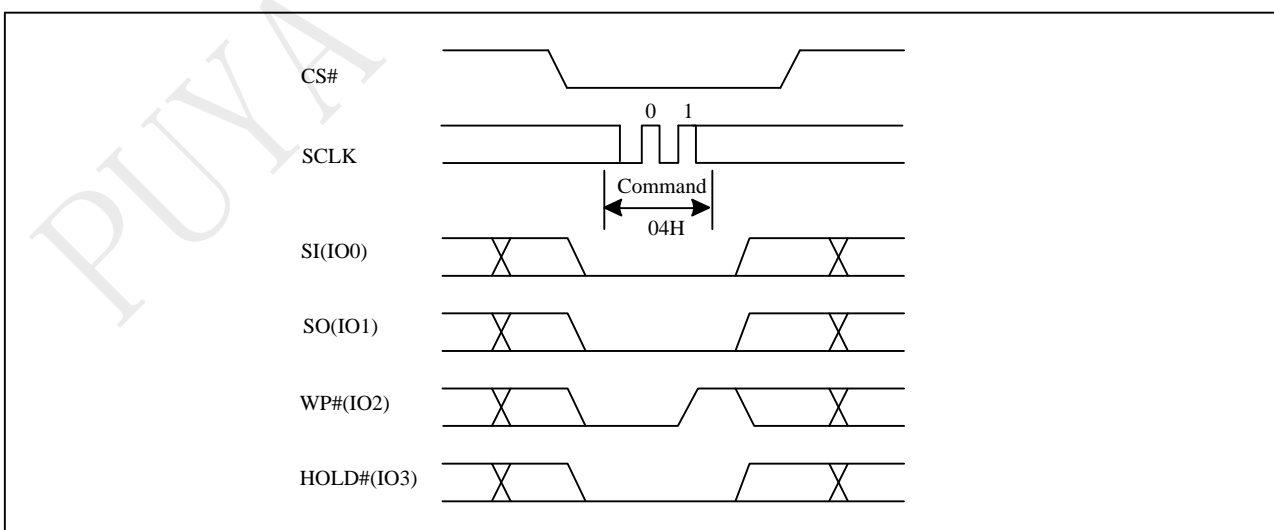 PUYA
CS#
0 1
SCLK
Command
04H
SI(IO0)
SO(IO1)
WP#(IO2)
HOLD#(IO3)